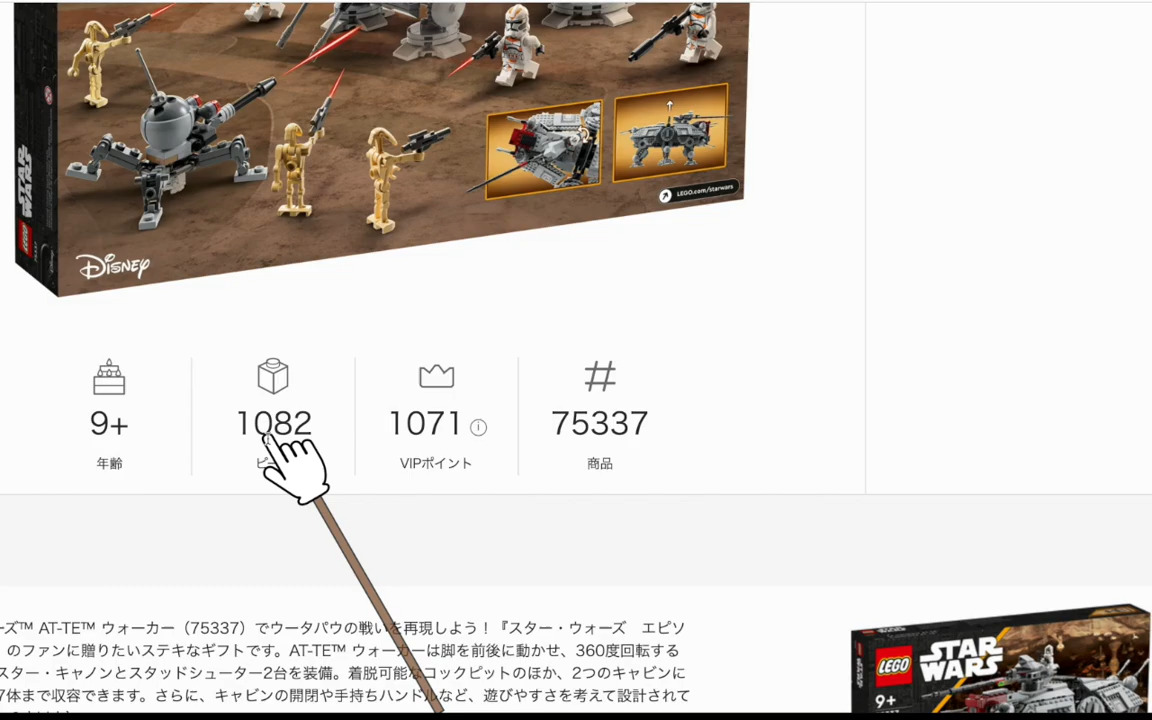 STAR WARS
LEGO
75337
LEGO.com/starwars
Disney
9+
1082
1071
75337
年齢
VIPポイント
商品
ーズ™ AT-TE™ ウォーカー（75337）でウータパウの戦いを再現しよう！『スター・ウォーズ　エピソ
のファンに贈りたいステキなギフトです。AT-TE™ ウォーカーは脚を前後に動かせ、360度回転する
スター・キャノンとスタッドシューター2台を装備。着脱可能なコックピットのほか、2つのキャビンに
7体まで収容できます。さらに、キャビンの開閉や手持ちハンドルなど、遊びやすさを考えて設計されて
LEGO
STAR WARS
9+